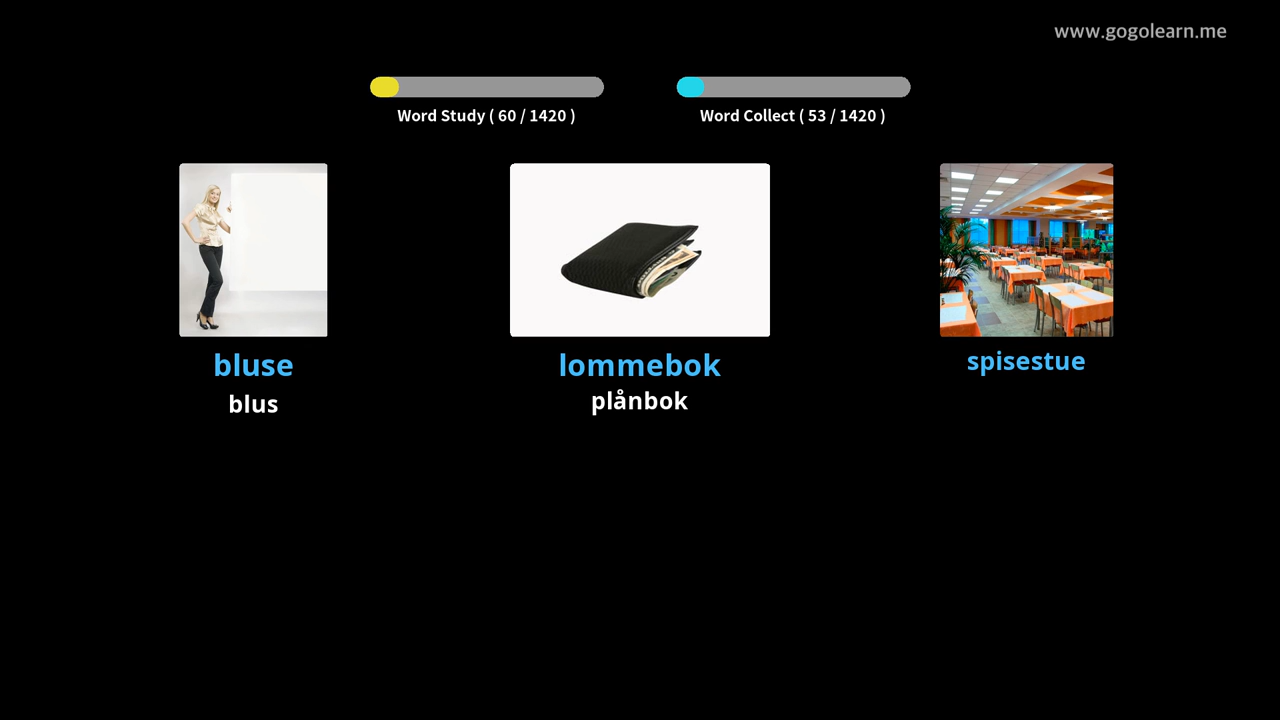 www.gogolearn.me
Word Study ( 60 / 1420 )
Word Collect ( 53 / 1420 )
bluse
blus
lommebok
plånbok
spisestue